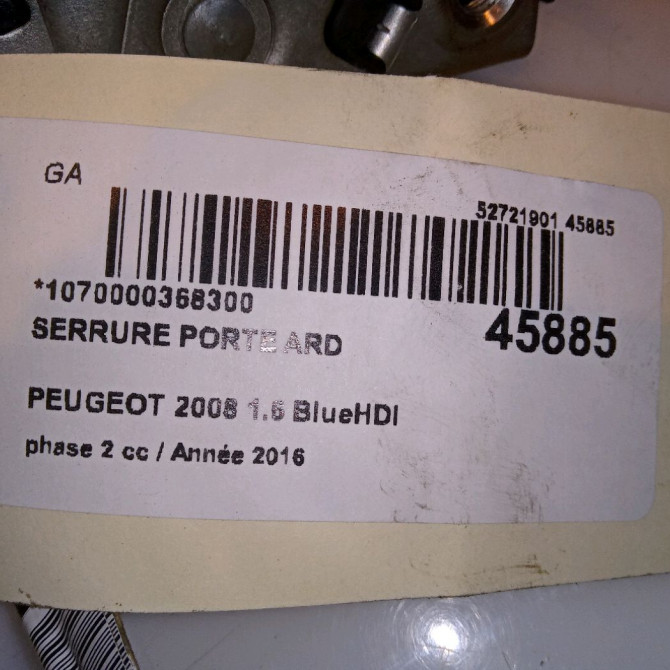 GA
52721901 45885
*1070000368300
45885
SERRURE PORTE ARD
PEUGEOT 2008 1.6 BlueHDI
phase 2 cc / Année 2016